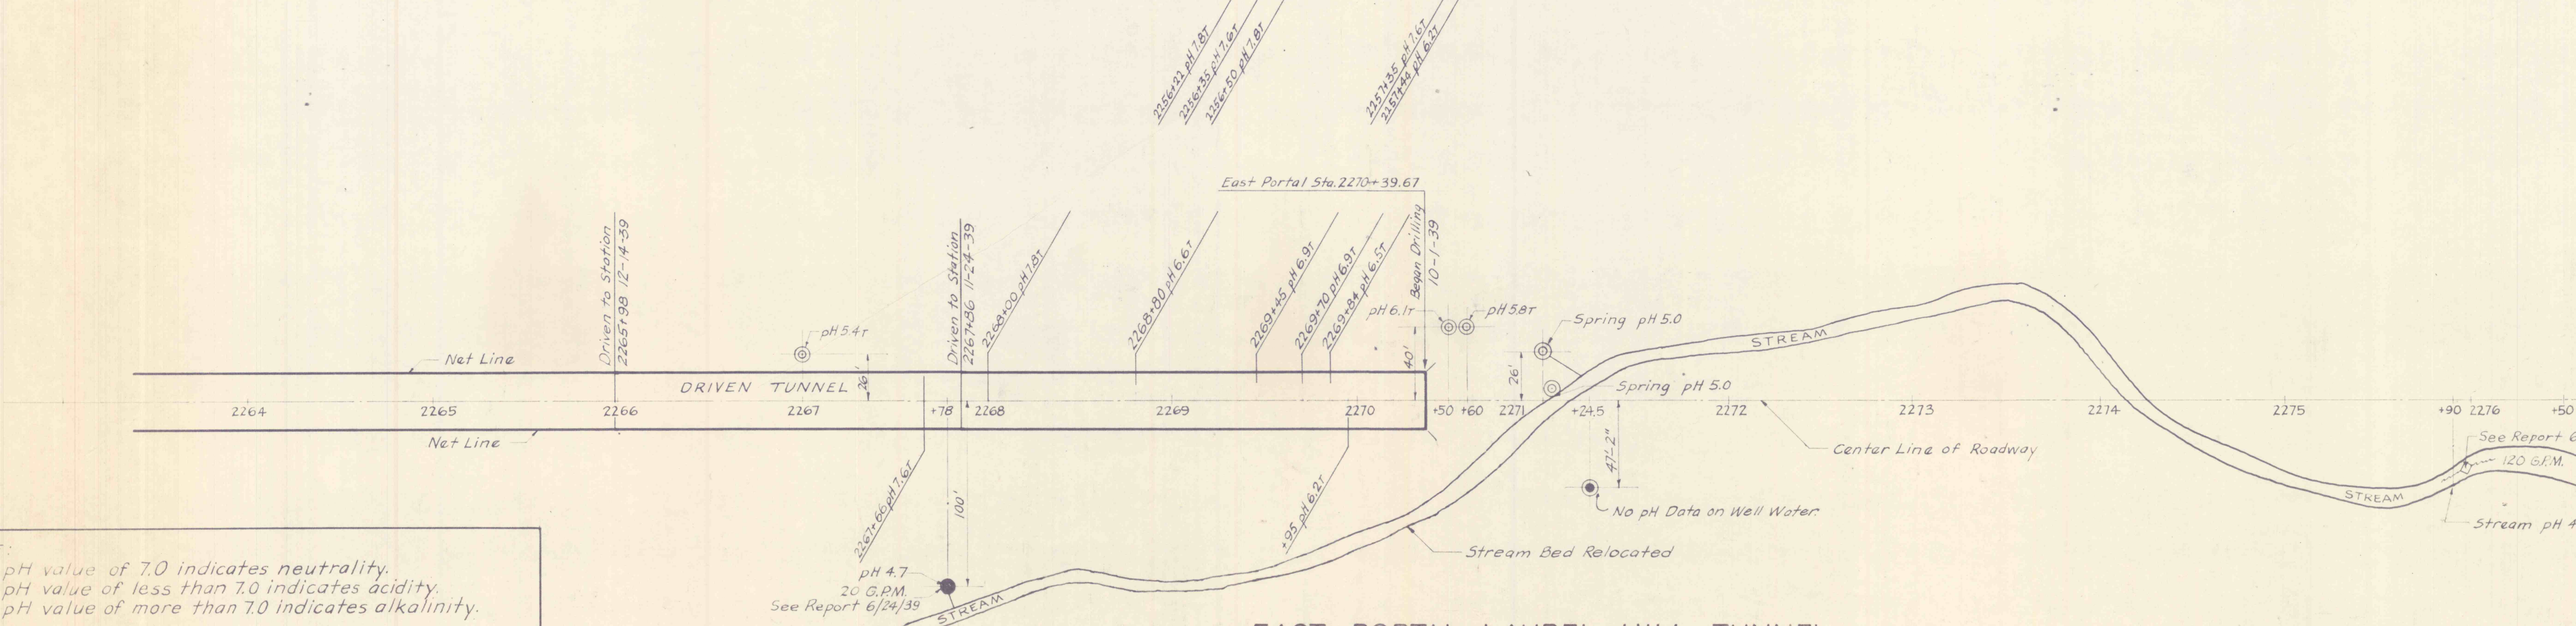 2256+22 pH 7.8T
2256+35 pH 7.6T
2256+50 pH 7.8T
2257+35 pH 7.6T
2257+44 pH 6.2T
East Portal Sta. 2270+39.67
Driven to Station
2265+98 12-14-39
Driven to Station
2267+86 11-24-39
2268+00 pH 7.8T
2268+80 pH 6.6T
2269+45 pH 6.9T
2269+70 pH 6.9T
2269+84 pH 6.5T
Began Drilling
10-1-39
pH 5.4T
pH 6.1T
pH 5.8T
Spring pH 5.0
STREAM
Net Line
DRIVEN TUNNEL
26'
40'
26'
Spring pH 5.0
2264
2265
2266
2267
+78
2268
2269
2270
+50
+60
2271
+24.5
2272
2273
2274
2275
+90
2276
+50
Net Line
Center Line of Roadway
See Report 6
120 G.P.M.
2267+66 pH 7.6T
100'
+95 pH 6.2T
47'-2"
STREAM
No pH Data on Well Water.
Stream pH 4
Stream Bed Relocated
pH value of 7.0 indicates neutrality.
pH value of less than 7.0 indicates acidity.
pH value of more than 7.0 indicates alkalinity.
pH 4.7
20 G.P.M.
See Report 6/24/39
STREAM